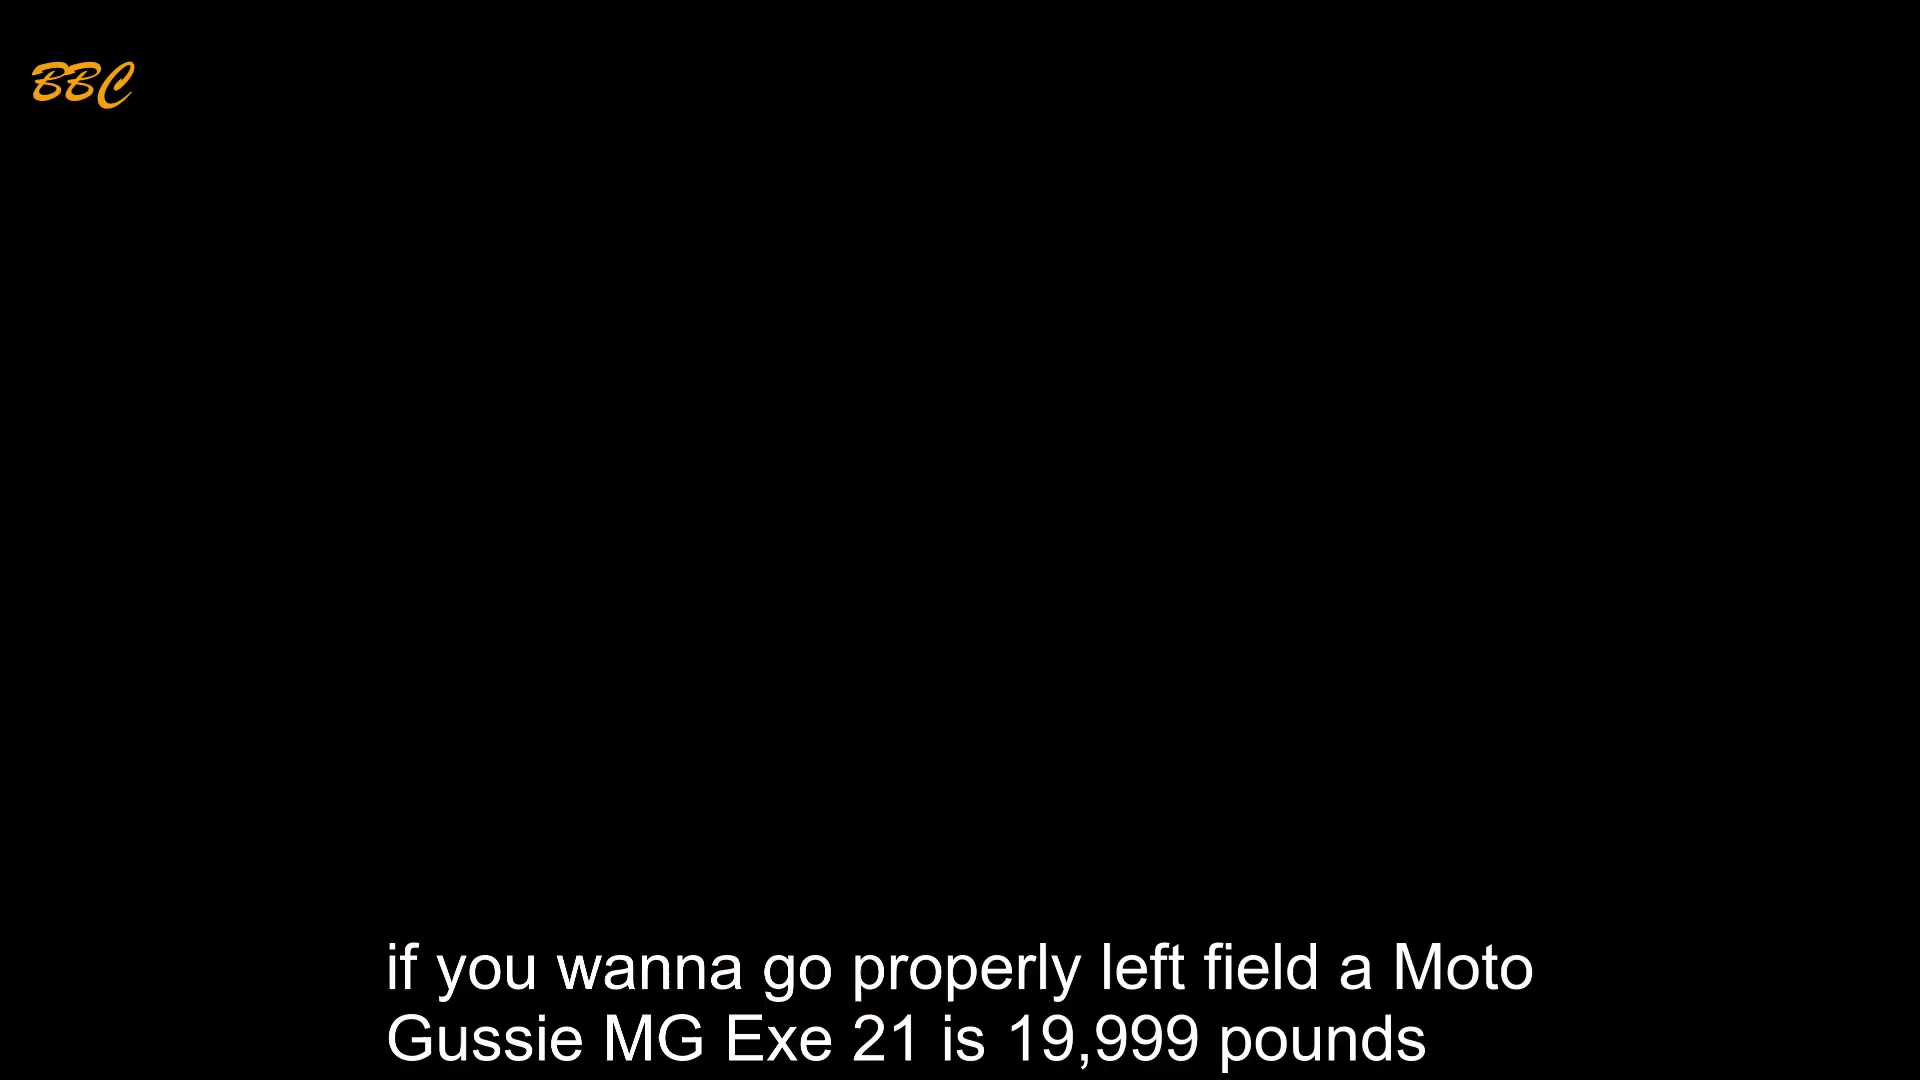 BBC
if you wanna go properly left field a Moto
Gussie MG Exe 21 is 19,999 pounds